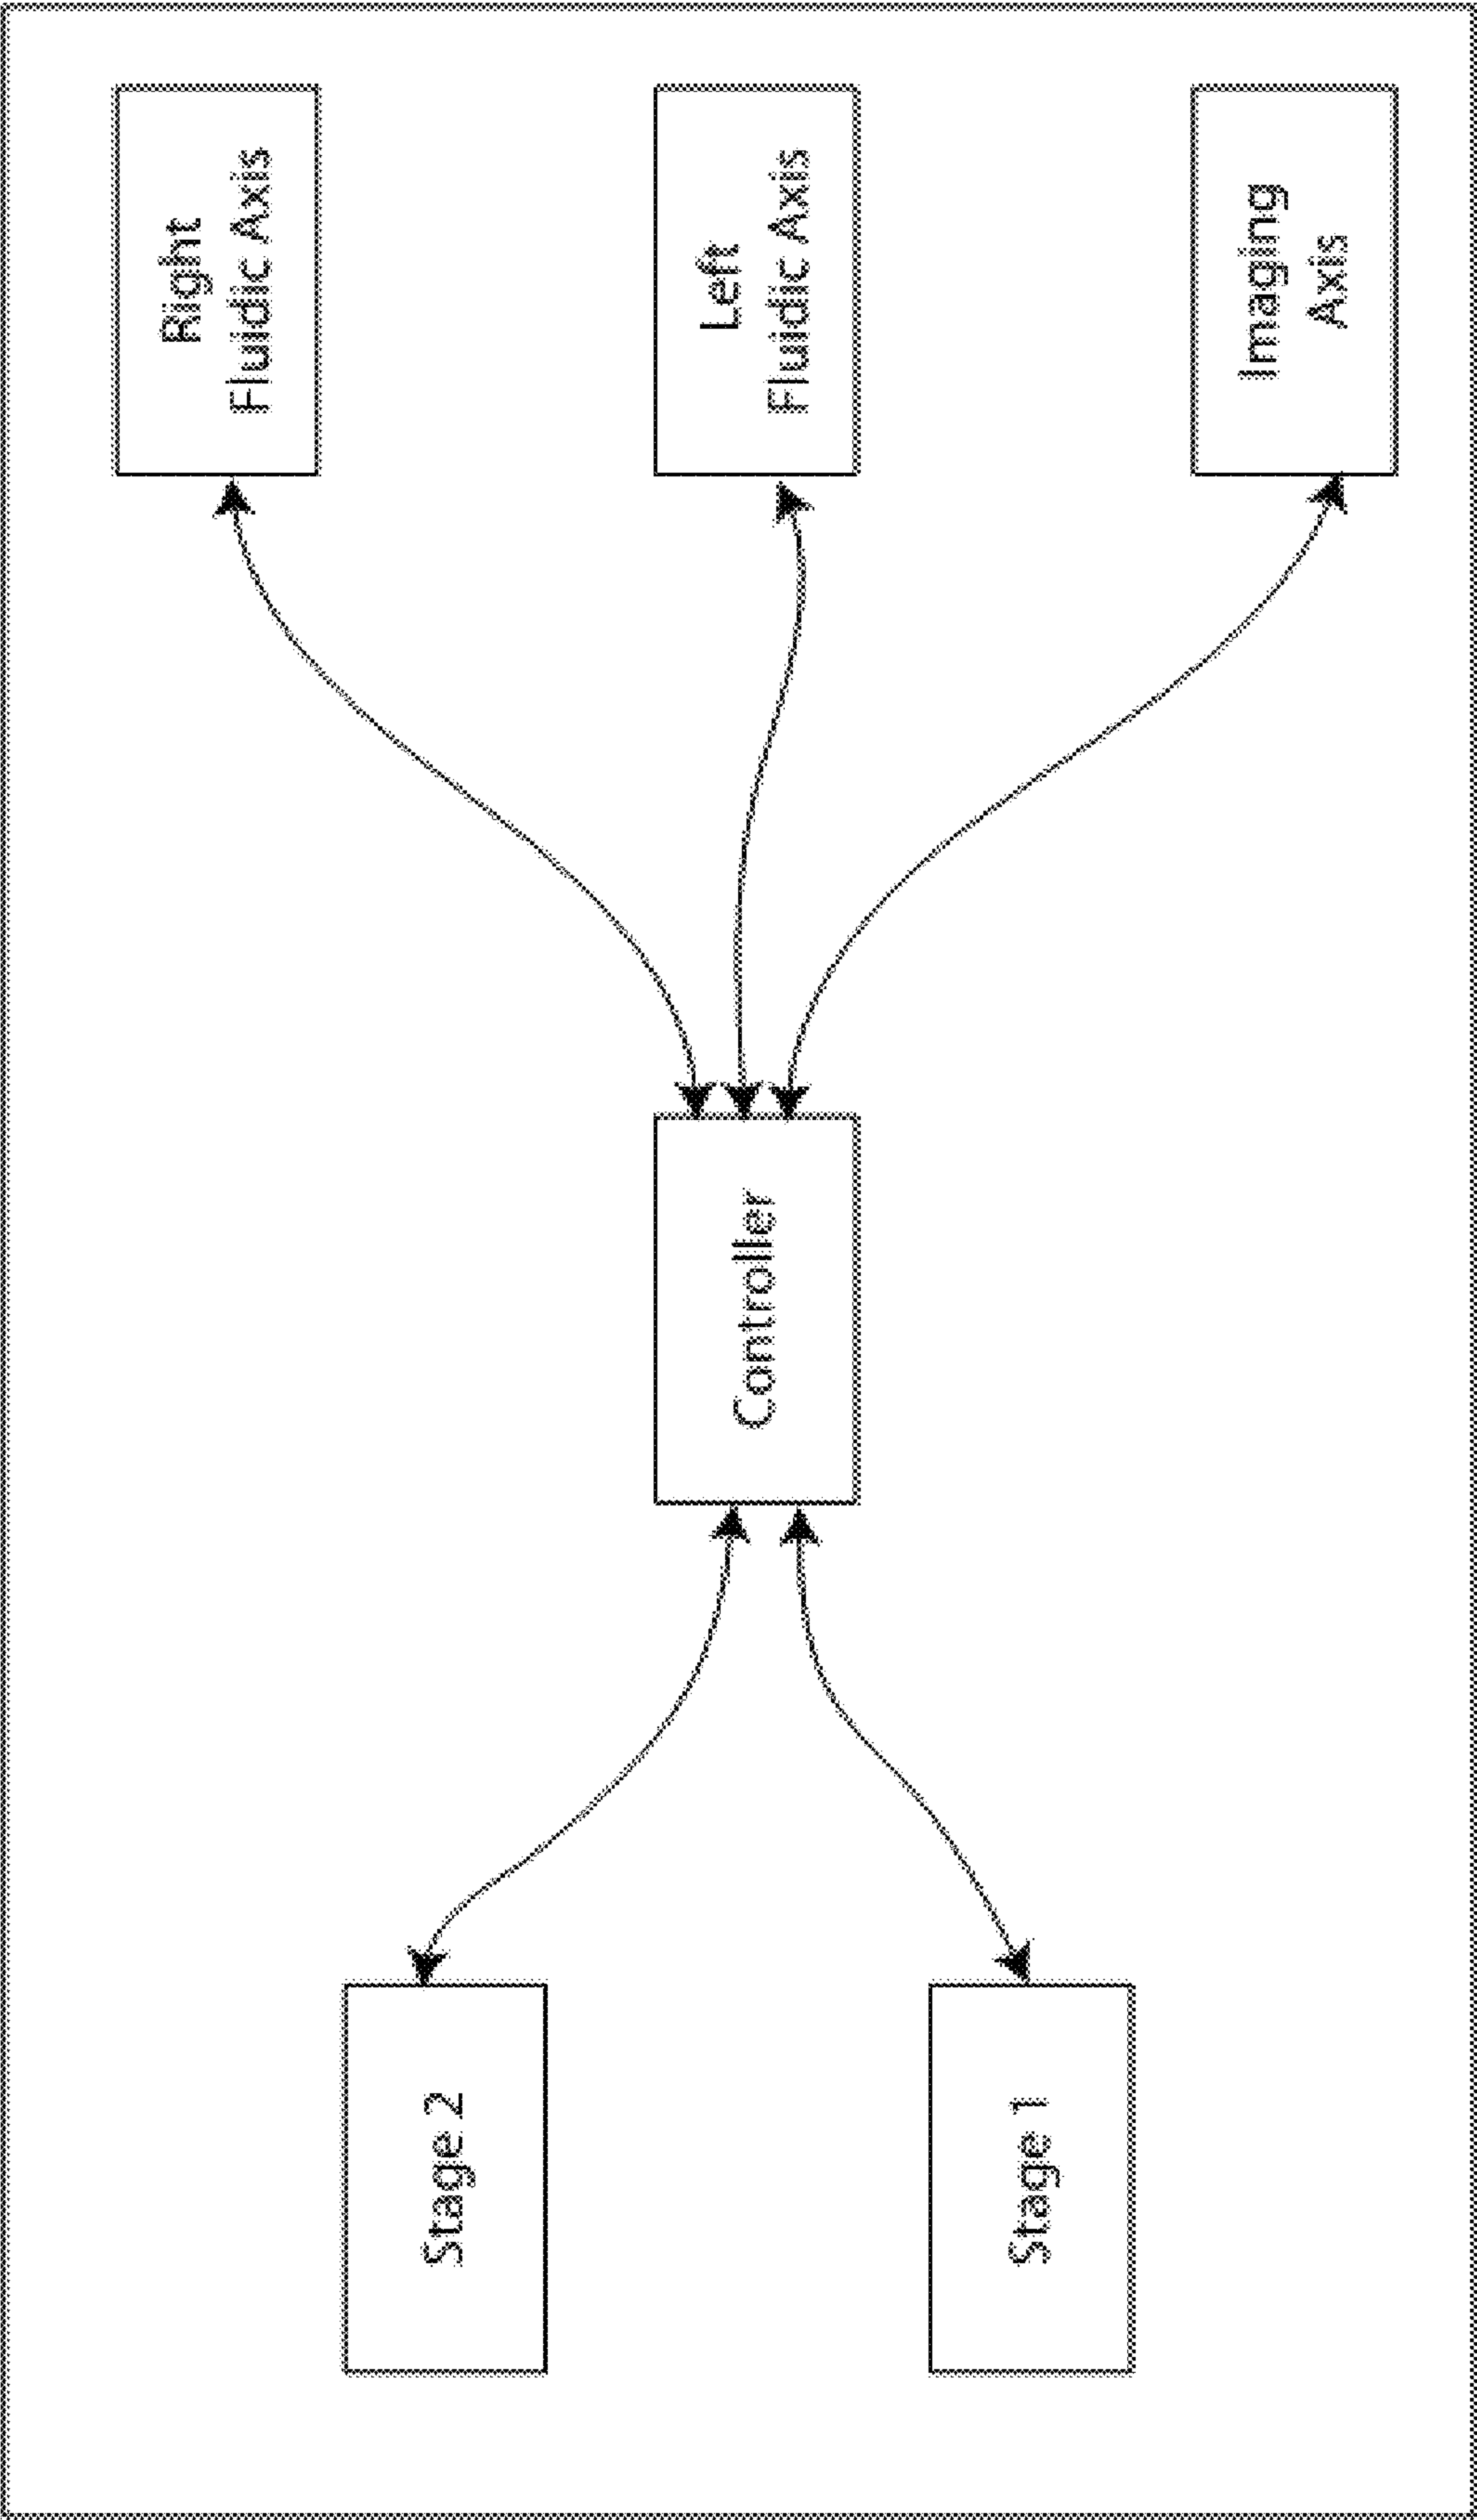 Stage 2
Stage 1
Controller
Right
Fluidic Axis
Left
Fluidic Axis
Imaging
Axis